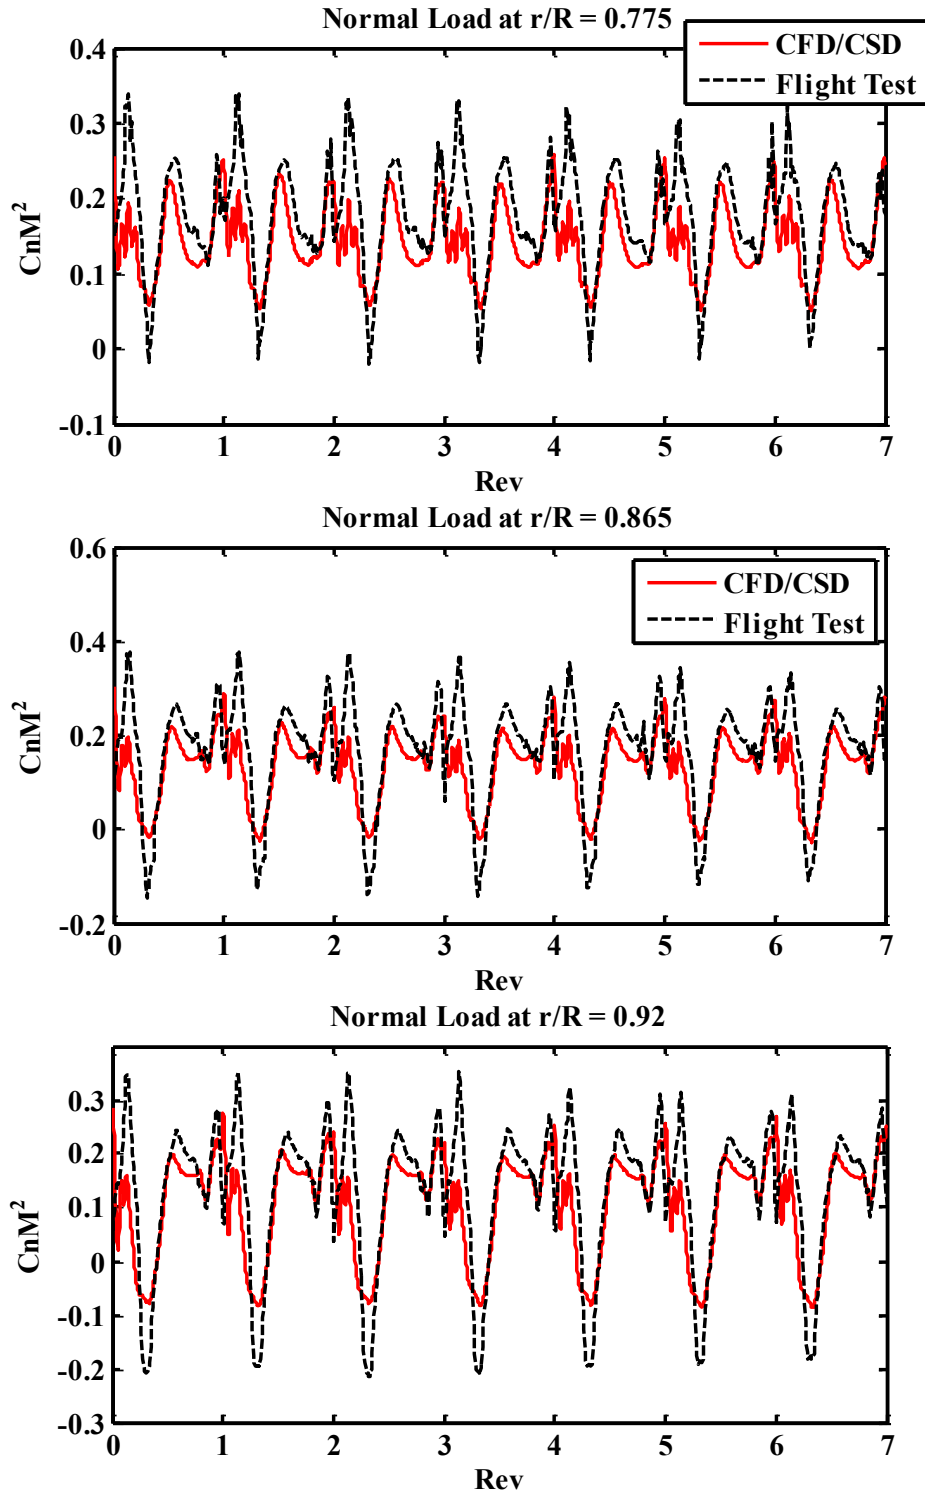 Normal Load at r/R = 0.775
CFD/CSD
Flight Test
0.4
0.3
0.2
0.1
0
-0.1
CnM²
0 1 2 3 4 5 6 7
Rev
Normal Load at r/R = 0.865
CFD/CSD
Flight Test
0.6
0.4
0.2
0
-0.2
CnM²
0 1 2 3 4 5 6 7
Rev
Normal Load at r/R = 0.92
0.3
0.2
0.1
0
-0.1
-0.2
-0.3
CnM²
0 1 2 3 4 5 6 7
Rev